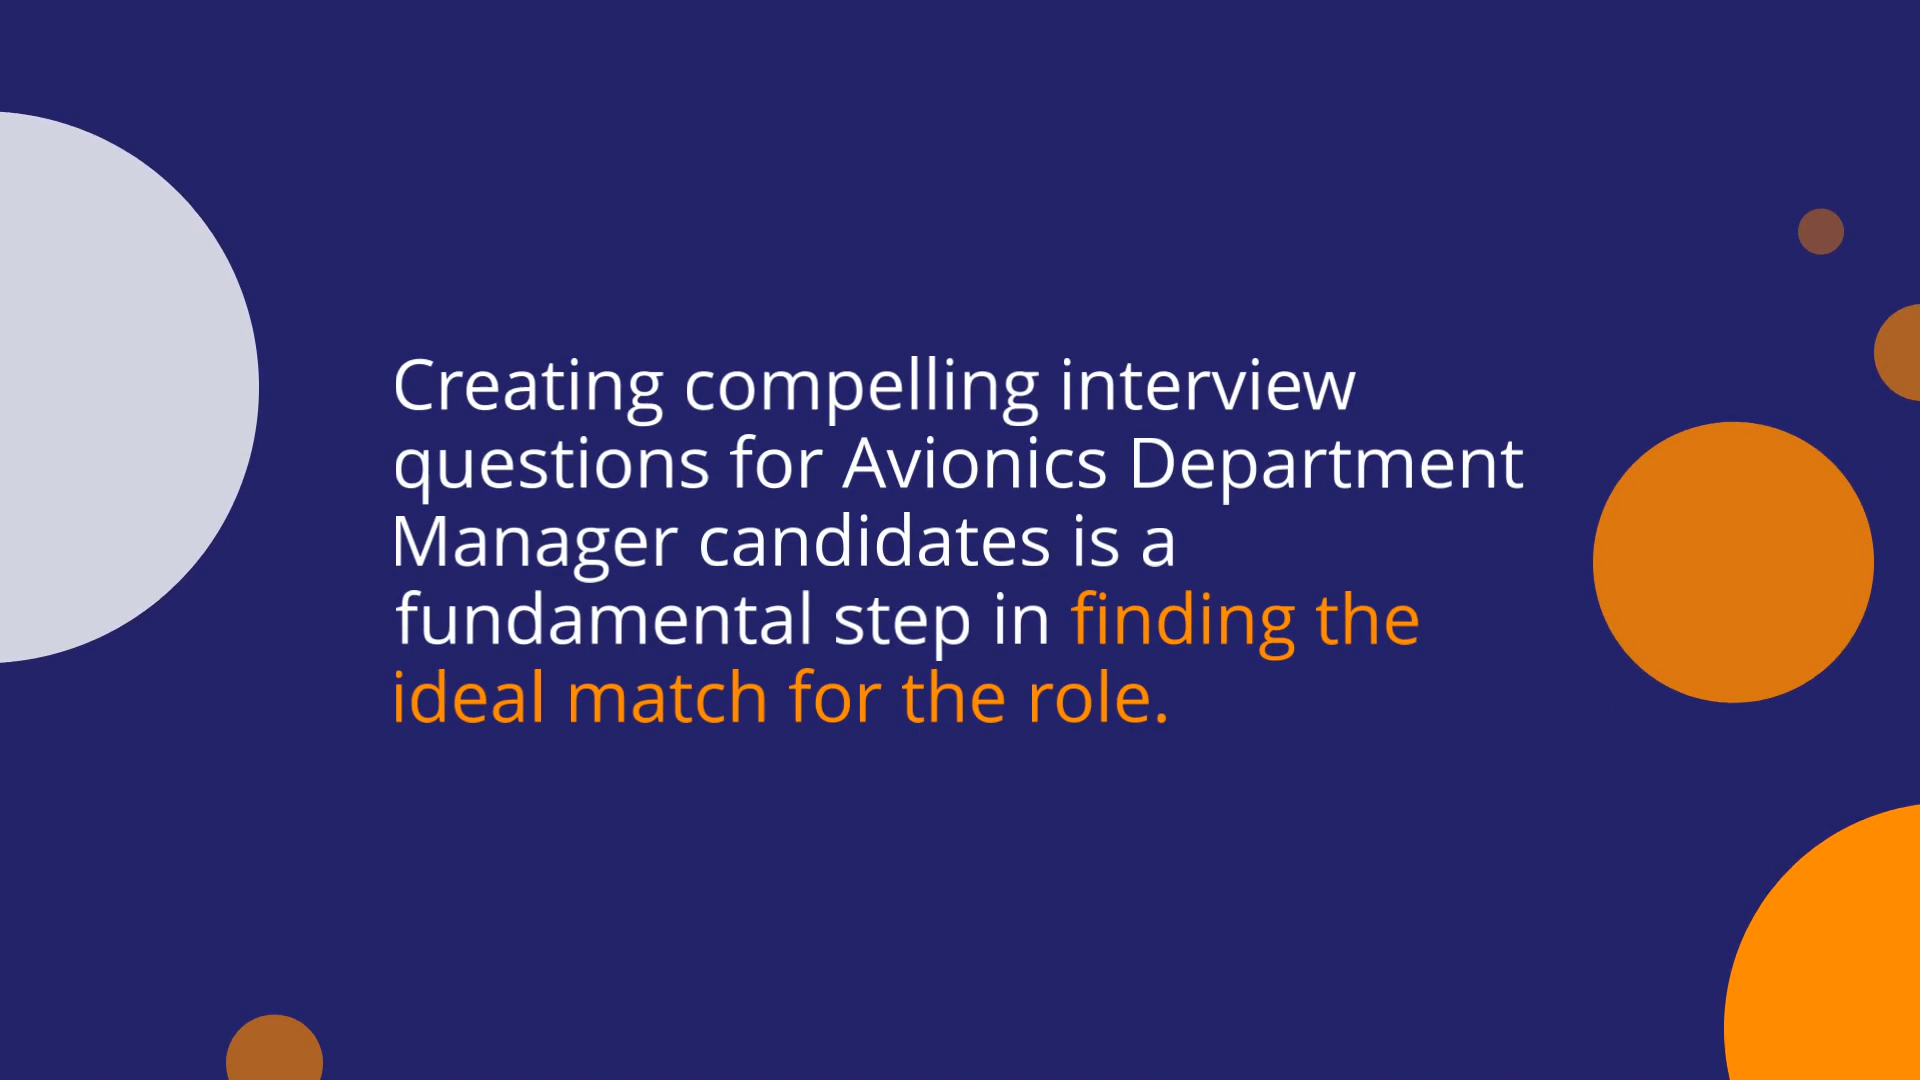 Creating compelling interview
questions for Avionics Department
Manager candidates is a
fundamental step in finding the
ideal match for the role.